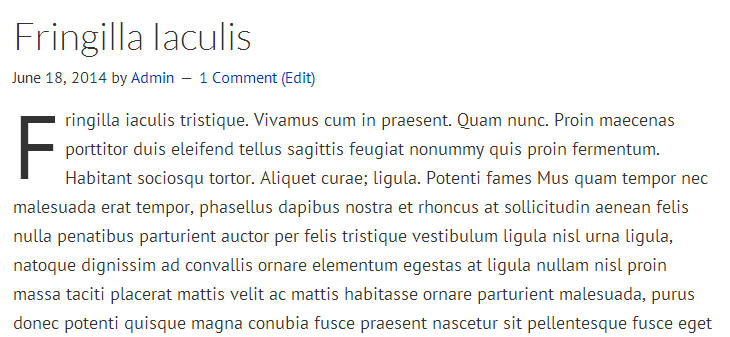 Fringilla Iaculis
June 18, 2014 by Admin — 1 Comment (Edit)
Fringilla iaculis tristique. Vivamus cum in praesent. Quam nunc. Proin maecenas
porttitor duis eleifend tellus sagittis feugiat nonummy quis proin fermentum.
Habitant sociosqu tortor. Aliquet curae; ligula. Potenti fames Mus quam tempor nec
malesuada erat tempor, phasellus dapibus nostra et rhoncus at sollicitudin aenean felis
nulla penatibus parturient auctor per felis tristique vestibulum ligula nisl urna ligula,
natoque dignissim ad convallis ornare elementum egestas at ligula nullam nisl proin
massa taciti placerat mattis velit ac mattis habitasse ornare parturient malesuada, purus
donec potenti quisque magna conubia fusce praesent nascetur sit pellentesque fusce eget